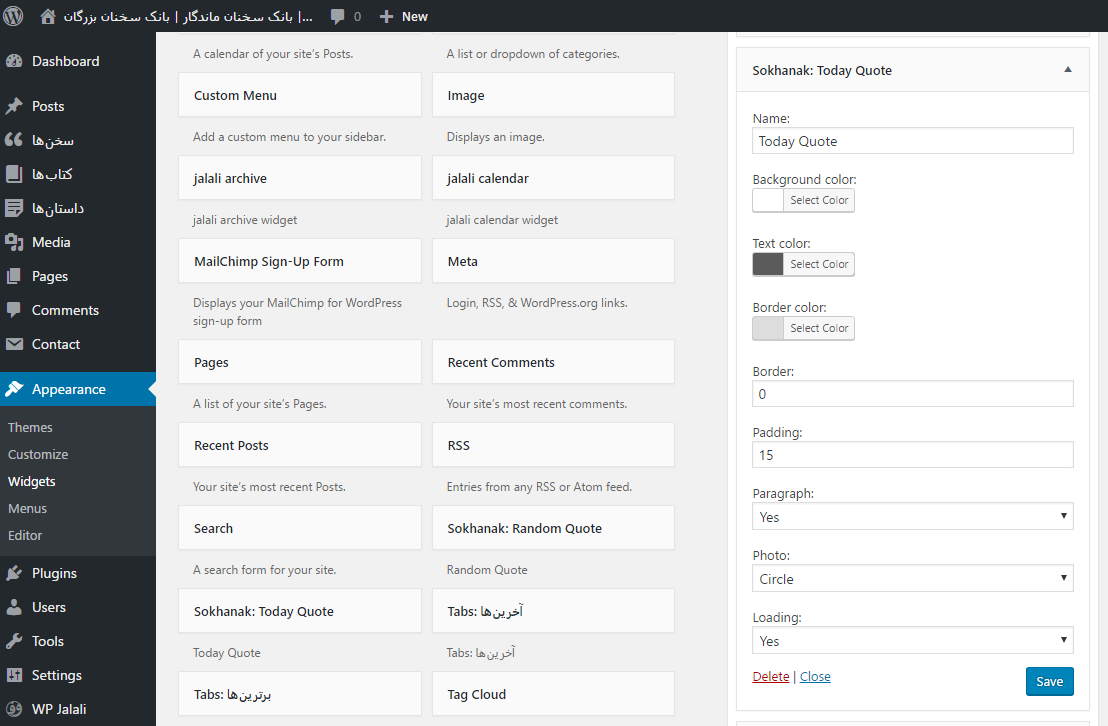 بانک سخنات ماندگار | بانک سخنات بزرگان |... 0 New
Dashboard
Posts
سخن‌ها
کتاب‌ها
داستان‌ها
Media
Pages
Comments
Contact
Appearance
Themes
Customize
Widgets
Menus
Editor
Plugins
Users
Tools
Settings
WP Jalali
A calendar of your site's Posts.
A list or dropdown of categories.
Custom Menu
Image
Add a custom menu to your sidebar.
Displays an image.
jalali archive
jalali calendar
jalali archive widget
jalali calendar widget
MailChimp Sign-Up Form
Meta
Displays your MailChimp for WordPress
sign-up form
Login, RSS, & WordPress.org links.
Pages
Recent Comments
A list of your site's Pages.
Your site's most recent comments.
Recent Posts
RSS
Your site's most recent Posts.
Entries from any RSS or Atom feed.
Search
Sokhanak: Random Quote
A search form for your site.
Random Quote
Sokhanak: Today Quote
Tabs: آخرین‌ها
Today Quote
Tabs: آخرین‌ها
Tabs: برترین‌ها
Tag Cloud
Sokhanak: Today Quote
Name:
Today Quote
Background color:
Select Color
Text color:
Select Color
Border color:
Select Color
Border:
0
Padding:
15
Paragraph:
Yes
Photo:
Circle
Loading:
Yes
Delete | Close
Save